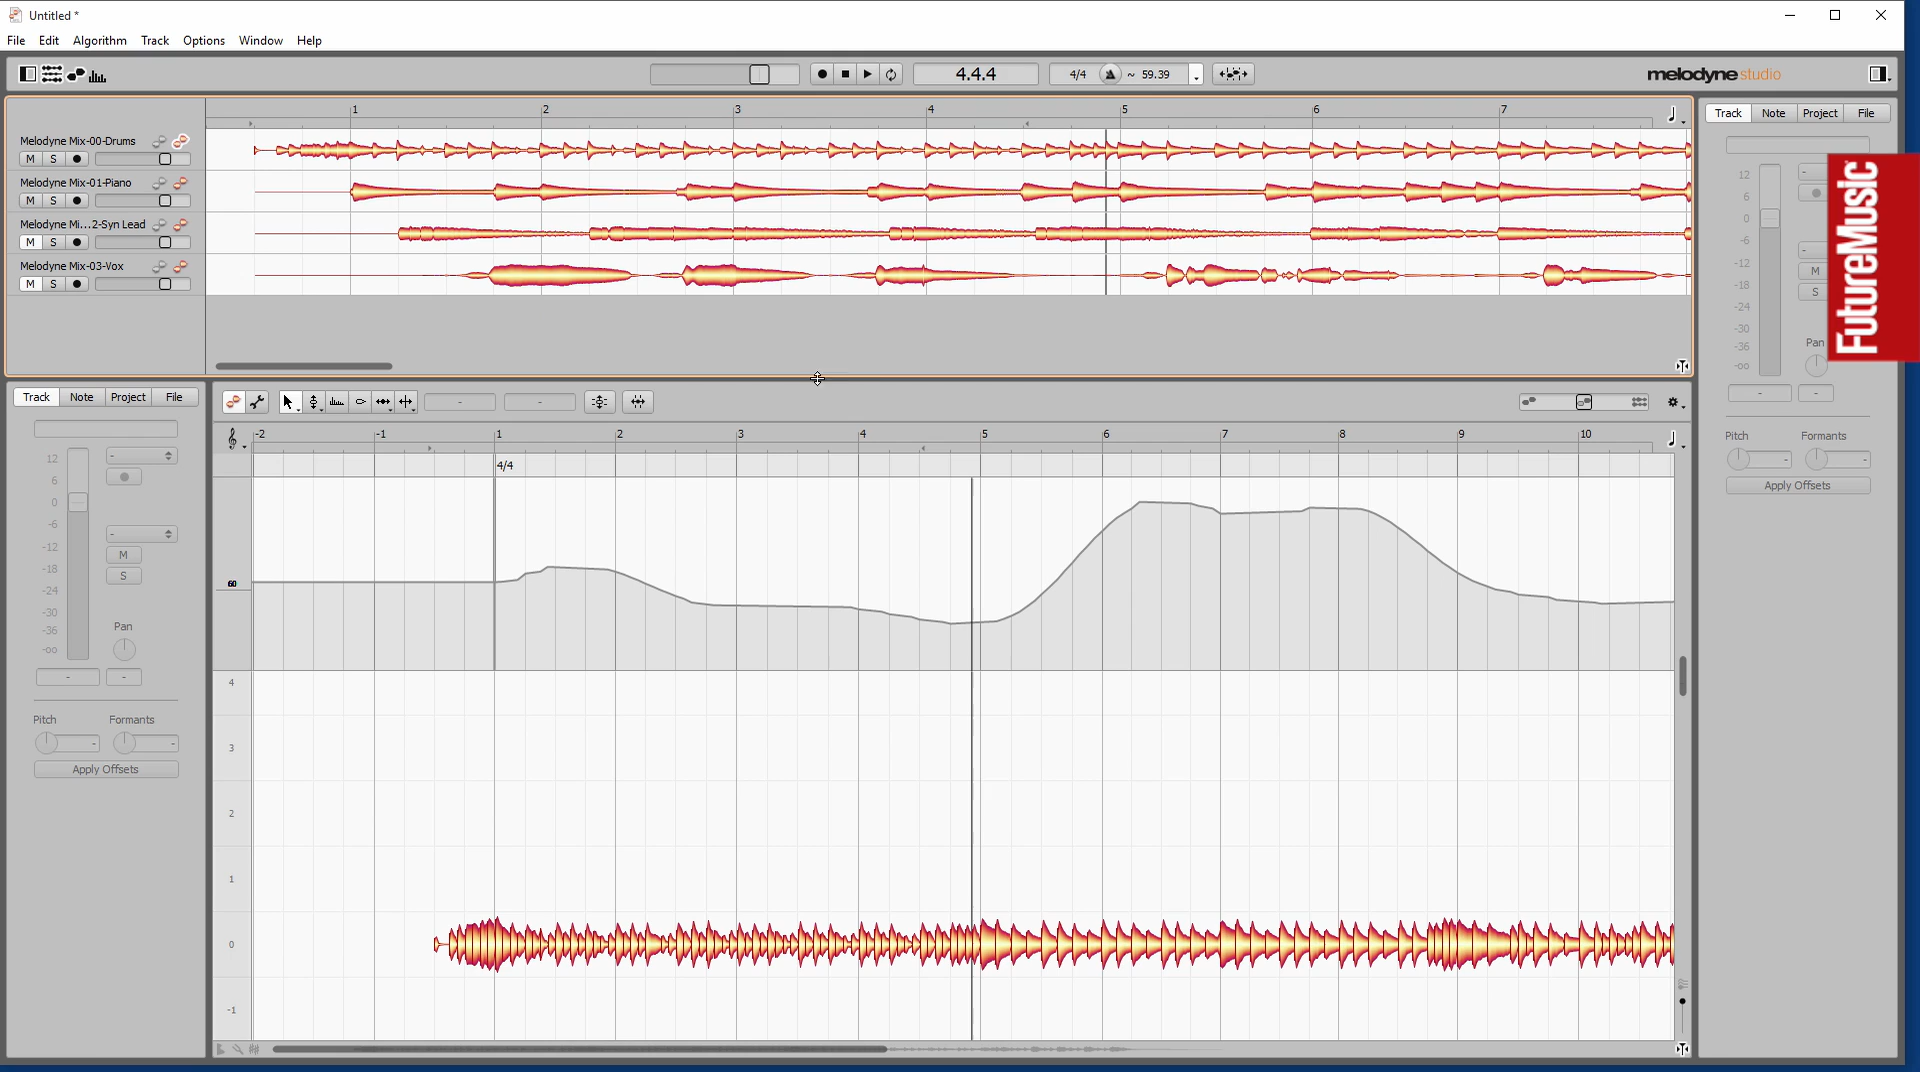 Untitled *
File Edit Algorithm Track Options Window Help
4.4.4
4/4 ~ 59.39
melodyne studio
1 2 3 4 5 6 7
Melodyne Mix-00-Drums
M S
Melodyne Mix-01-Piano
M S
Melodyne Mi...2-Syn Lead
M S
Melodyne Mix-03-Vox
M S
Track Note Project File
12
6
0
-6
-12
-18
-24
-30
-36
-oo
-
-
M
S
Pan
- -
Pitch Formants
- -
Apply Offsets
FutureMusic
Track Note Project File
12
6
0
-6
-12
-18
-24
-30
-36
-oo
-
-
M
S
Pan
- -
Pitch Formants
- -
Apply Offsets
- -
-2 -1 1 2 3 4 5 6 7 8 9 10
4/4
60
4
3
2
1
0
-1